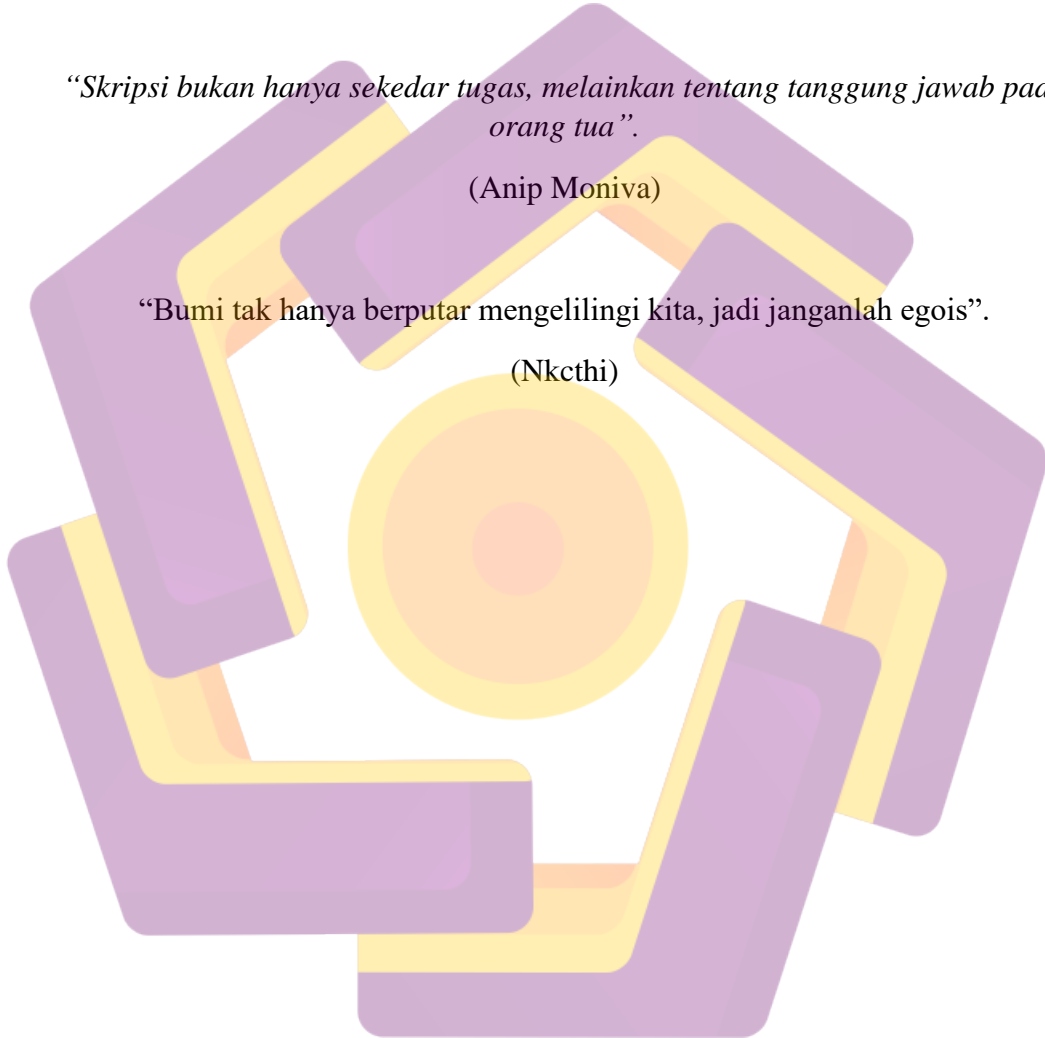 “Skripsi bukan hanya sekedar tugas, melainkan tentang tanggung jawab pad
orang tua”.
(Anip Moniva)
“Bumi tak hanya berputar mengelilingi kita, jadi janganlah egois”.
(Nkcthi)